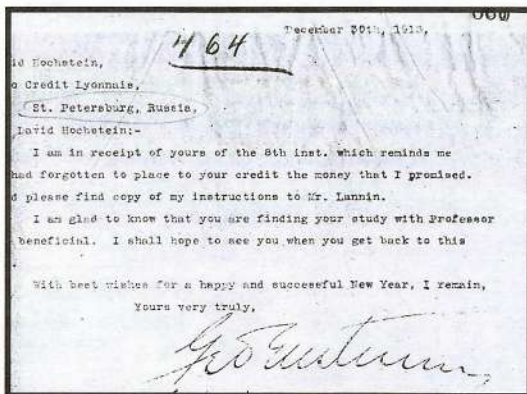 660
December 30th, 1913,
464
id Hochstein,
o Credit Lyonnais,
St. Petersburg, Russia,
David Hochstein:-
I am in receipt of yours of the 8th inst. which reminds me
had forgotten to place to your credit the money that I promised.
d please find copy of my instructions to Mr. Lannin.
I am glad to know that you are finding your study with Professor
beneficial. I shall hope to see you when you get back to this
With best wishes for a happy and successful New Year, I remain,
Yours very truly,
Geo Eastman